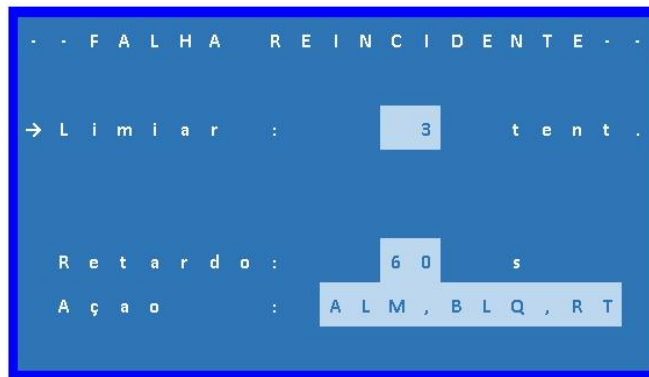 --FALHA REINCIDENTE--
→Limiar : 3 tent.
Retardo: 60 s
Açao : ALM,BLQ,RT